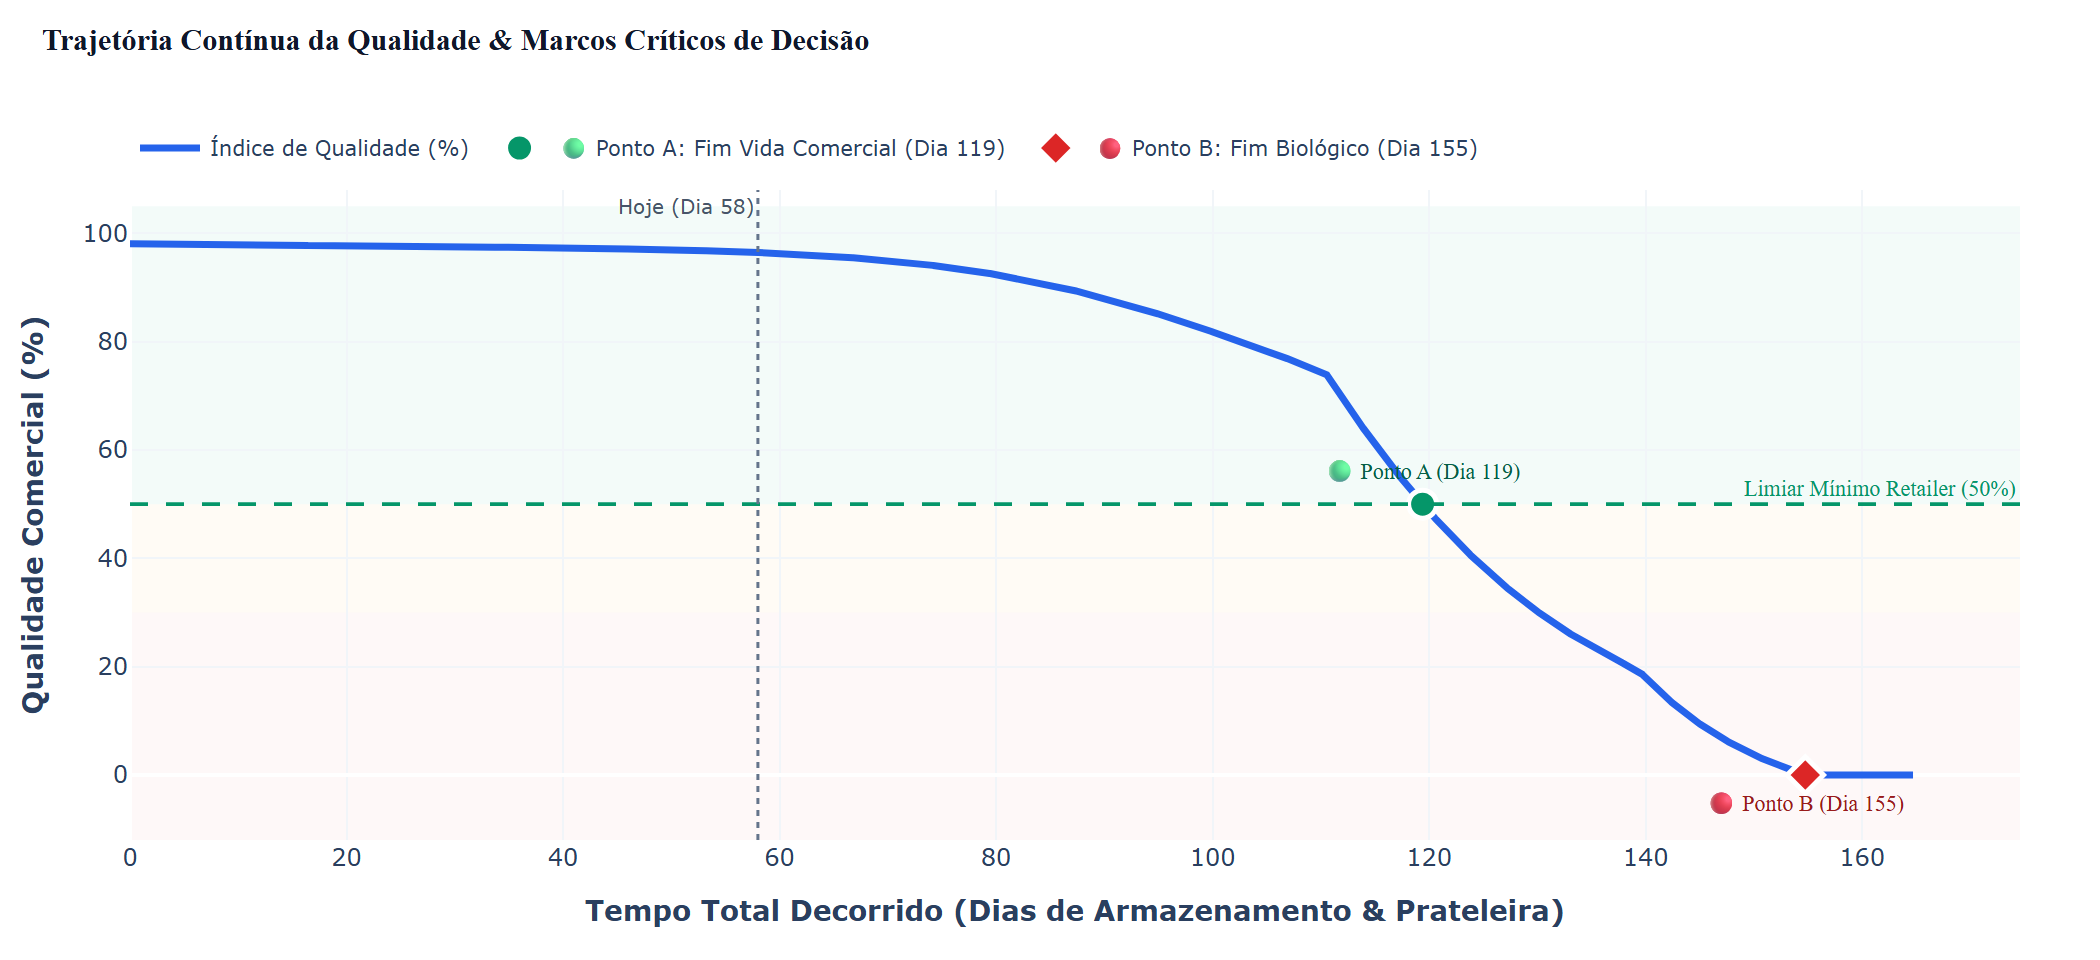 Trajetória Contínua da Qualidade & Marcos Críticos de Decisão
Índice de Qualidade (%)
Ponto A: Fim Vida Comercial (Dia 119)
Ponto B: Fim Biológico (Dia 155)
Hoje (Dia 58)
Qualidade Comercial (%)
100
80
60
40
20
0
Ponto A (Dia 119)
Limiar Mínimo Retailer (50%)
Ponto B (Dia 155)
0 20 40 60 80 100 120 140 160
Tempo Total Decorrido (Dias de Armazenamento & Prateleira)